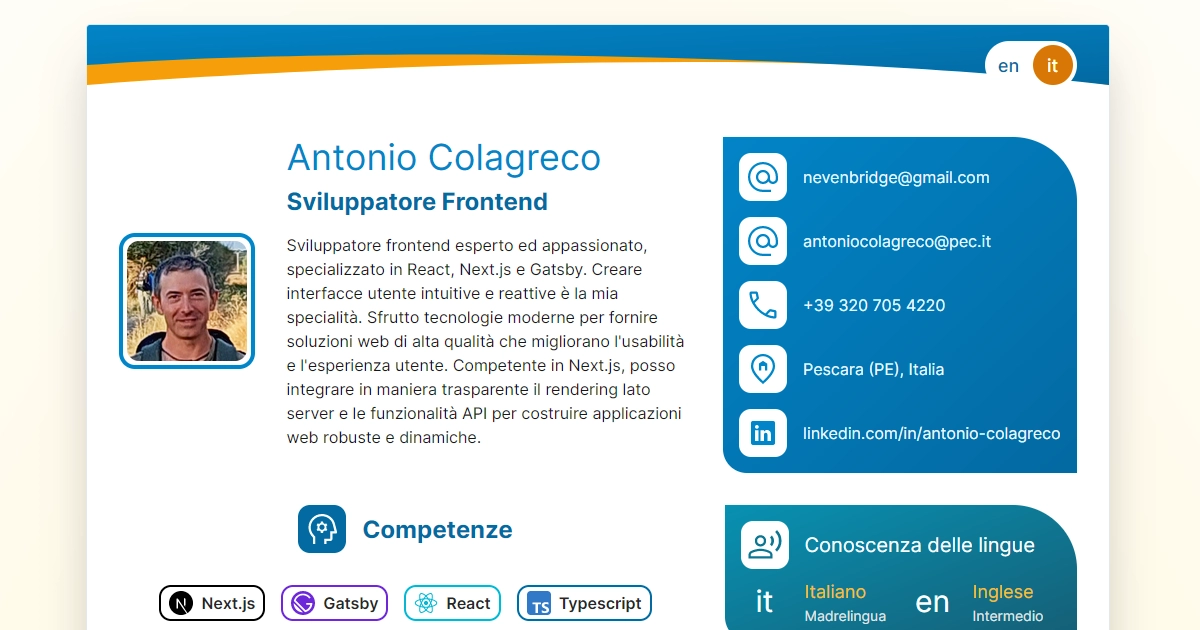 en it
Antonio Colagreco
Sviluppatore Frontend
Sviluppatore frontend esperto ed appassionato,
specializzato in React, Next.js e Gatsby. Creare
interfacce utente intuitive e reattive è la mia
specialità. Sfrutto tecnologie moderne per fornire
soluzioni web di alta qualità che migliorano l'usabilità
e l'esperienza utente. Competente in Next.js, posso
integrare in maniera trasparente il rendering lato
server e le funzionalità API per costruire applicazioni
web robuste e dinamiche.
nevenbridge@gmail.com
antoniocolagreco@pec.it
+39 320 705 4220
Pescara (PE), Italia
in linkedin.com/in/antonio-colagreco
Competenze
N Next.js
Gatsby
React
TS Typescript
Conoscenza delle lingue
it Italiano
Madrelingua
en Inglese
Intermedio